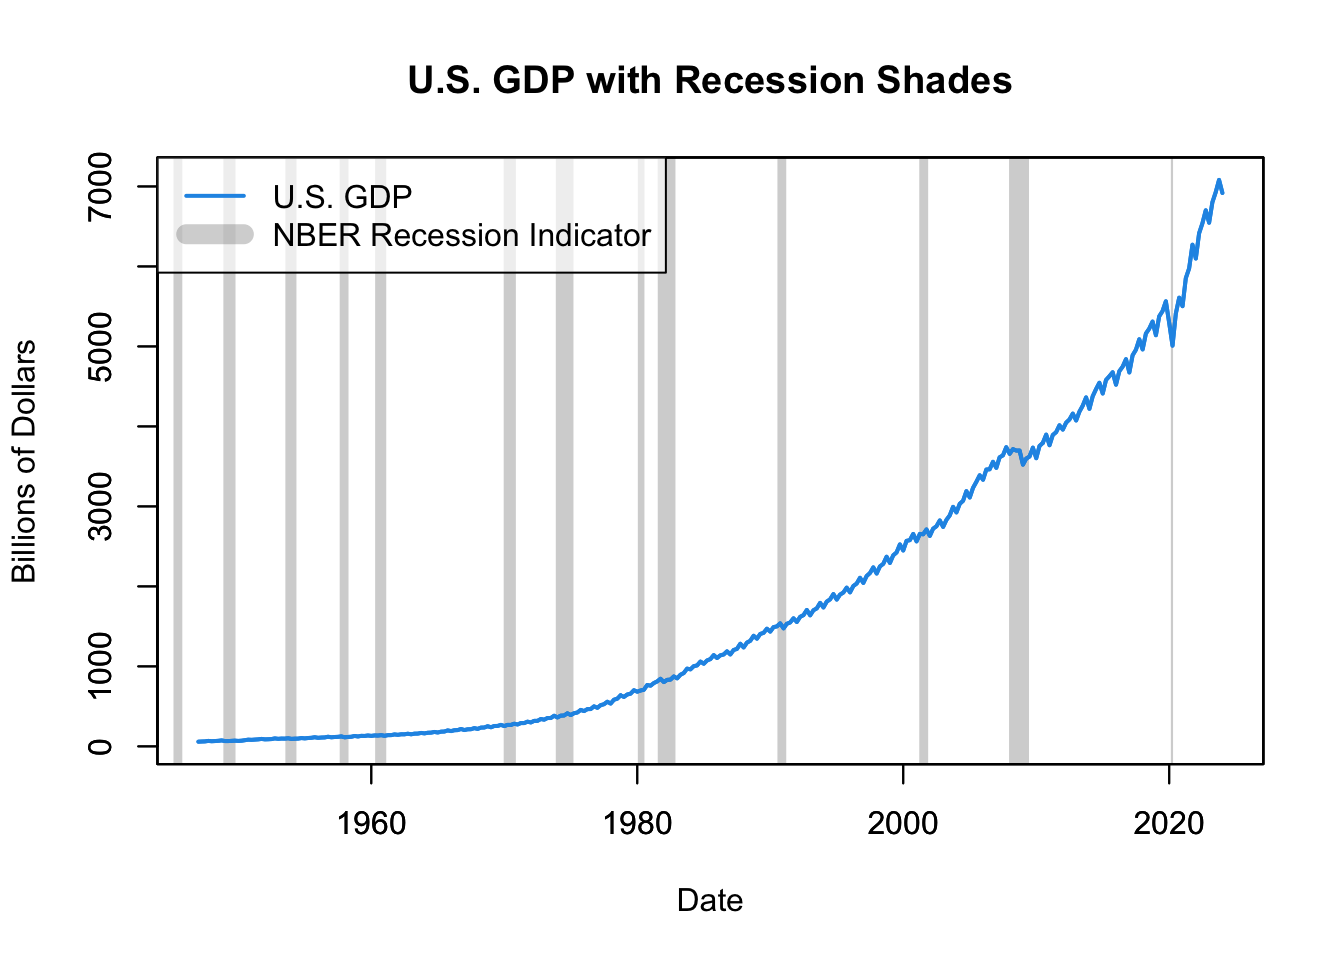 U.S. GDP with Recession Shades
U.S. GDP
NBER Recession Indicator
7000
5000
3000
1000
0
Billions of Dollars
1960 1980 2000 2020
Date